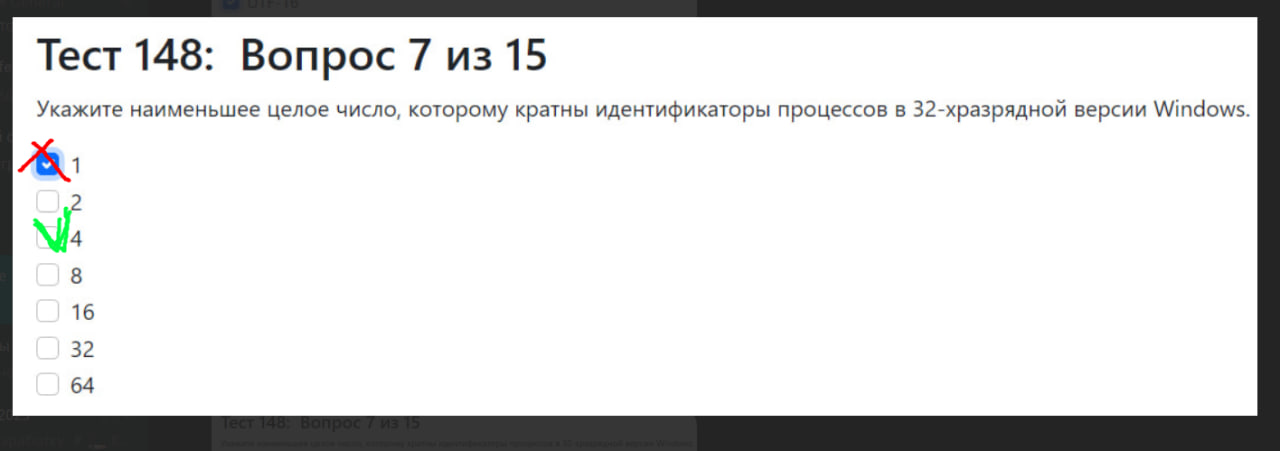 UTF-16
Тест 148: Вопрос 7 из 15
Укажите наименьшее целое число, которому кратны идентификаторы процессов в 32-хразрядной версии Windows.
1
2
4
8
16
32
64
Тест 148: Вопрос 7 из 15
Укажите наименьшее целое число, которому кратны идентификаторы процессов в 32-хразрядной версии Windows.